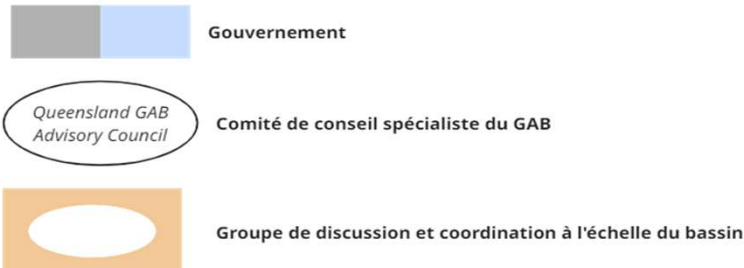 Gouvernement
Queensland GAB
Advisory Council
Comité de conseil spécialiste du GAB
Groupe de discussion et coordination à l'échelle du bassin